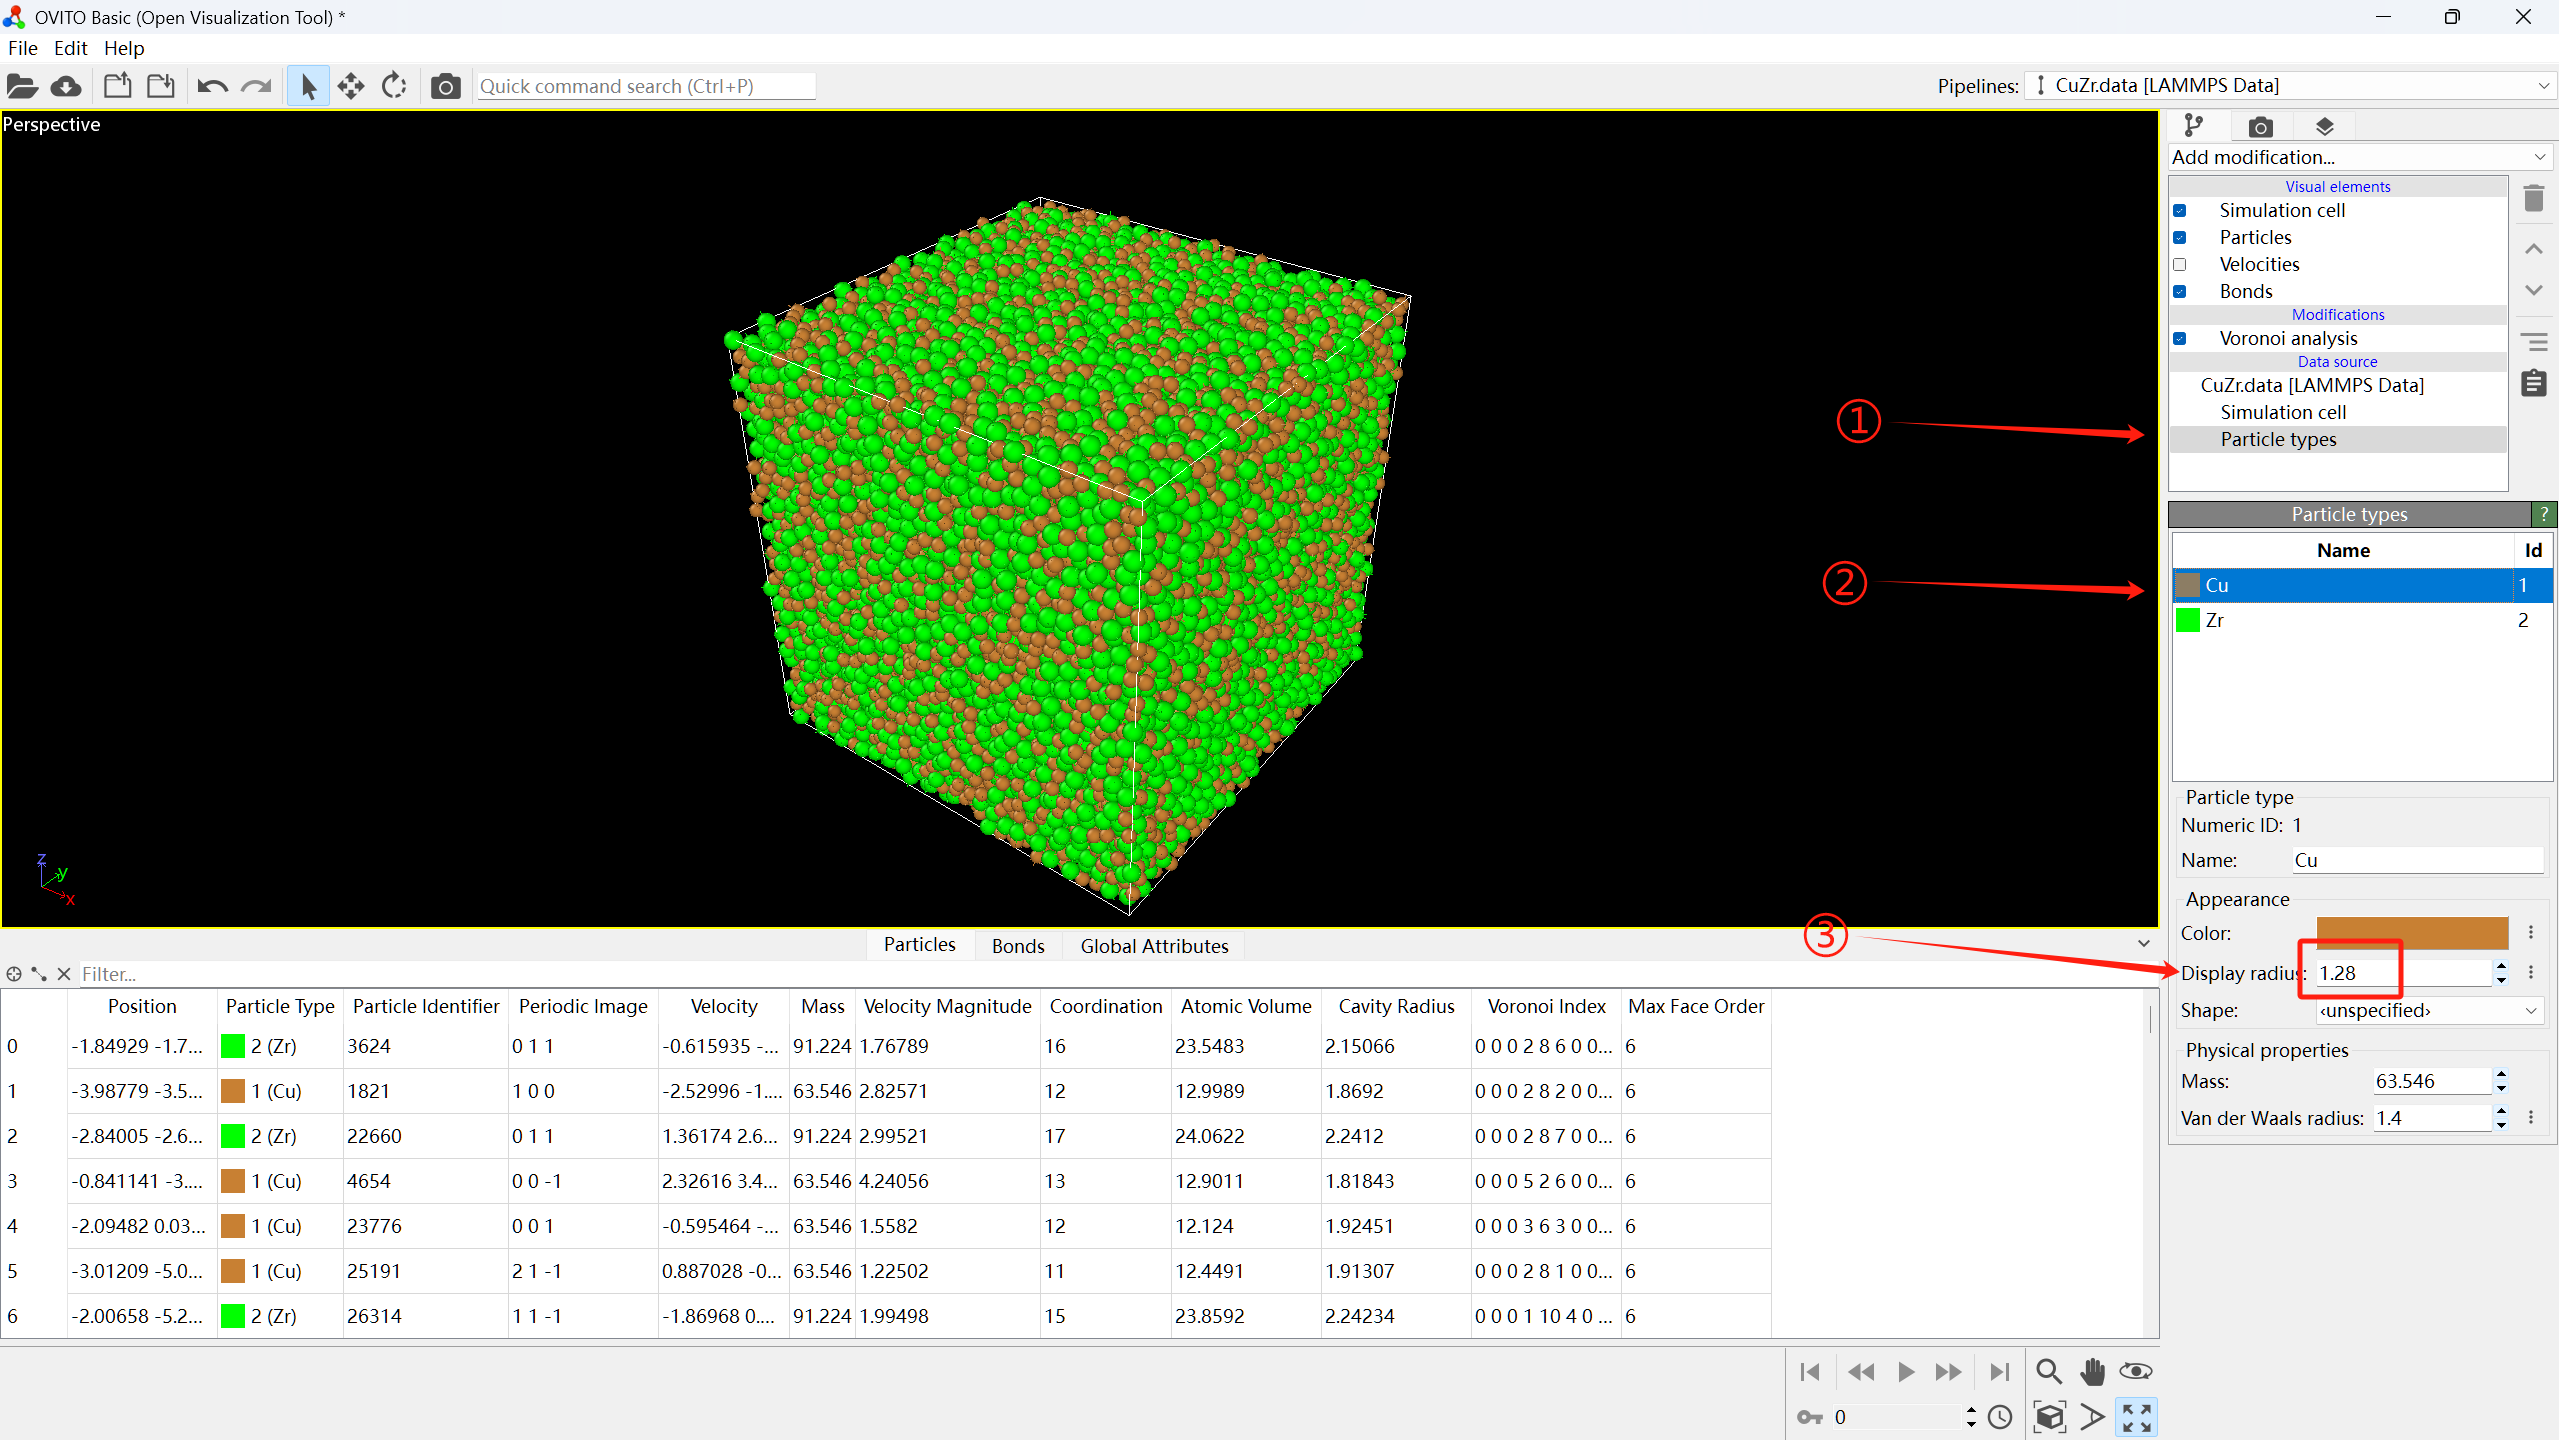 OVITO Basic (Open Visualization Tool) *
File Edit Help
Quick command search (Ctrl+P)
Pipelines: CuZr.data [LAMMPS Data]
Perspective
z
y
x
①
②
③
Add modification...
Visual elements
Simulation cell
Particles
Velocities
Bonds
Modifications
Voronoi analysis
Data source
CuZr.data [LAMMPS Data]
Simulation cell
Particle types
Particle types ?
Name Id
Cu 1
Zr 2
Particle type
Numeric ID: 1
Name: Cu
Appearance
Color:
Display radius: 1.28
Shape: ‹unspecified›
Physical properties
Mass: 63.546
Van der Waals radius: 1.4
Particles Bonds Global Attributes
Filter...
Position Particle Type Particle Identifier Periodic Image Velocity Mass Velocity Magnitude Coordination Atomic Volume Cavity Radius Voronoi Index Max Face Order
0 -1.84929 -1.7... 2 (Zr) 3624 0 1 1 -0.615935 -... 91.224 1.76789 16 23.5483 2.15066 0 0 0 2 8 6 0 0... 6
1 -3.98779 -3.5... 1 (Cu) 1821 1 0 0 -2.52996 -1.... 63.546 2.82571 12 12.9989 1.8692 0 0 0 2 8 2 0 0... 6
2 -2.84005 -2.6... 2 (Zr) 22660 0 1 1 1.36174 2.6... 91.224 2.99521 17 24.0622 2.2412 0 0 0 2 8 7 0 0... 6
3 -0.841141 -3.... 1 (Cu) 4654 0 0 -1 2.32616 3.4... 63.546 4.24056 13 12.9011 1.81843 0 0 0 5 2 6 0 0... 6
4 -2.09482 0.03... 1 (Cu) 23776 0 0 1 -0.595464 -... 63.546 1.5582 12 12.124 1.92451 0 0 0 3 6 3 0 0... 6
5 -3.01209 -5.0... 1 (Cu) 25191 2 1 -1 0.887028 -0... 63.546 1.22502 11 12.4491 1.91307 0 0 0 2 8 1 0 0... 6
6 -2.00658 -5.2... 2 (Zr) 26314 1 1 -1 -1.86968 0.... 91.224 1.99498 15 23.8592 2.24234 0 0 0 1 10 4 0 ... 6
0